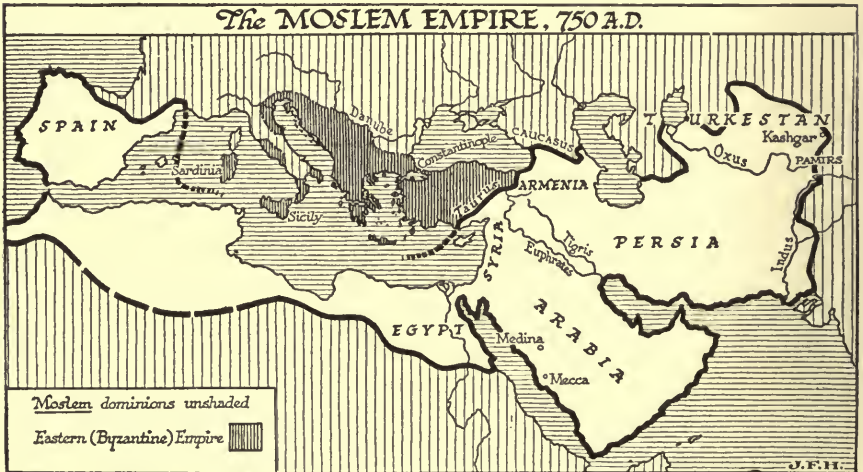 The MOSLEM EMPIRE, 750 A.D.
SPAIN
Sardinia
Sicily
Danube
Constantinople
CAUCASUS
Taurus
ARMENIA
TURKESTAN
Kashgar
Oxus
PAMIRS
PERSIA
Tigris
Euphrates
SYRIA
Indus
EGYPT
ARABIA
Medina
Mecca
Moslem dominions unshaded
Eastern (Byzantine) Empire
J.F.H.